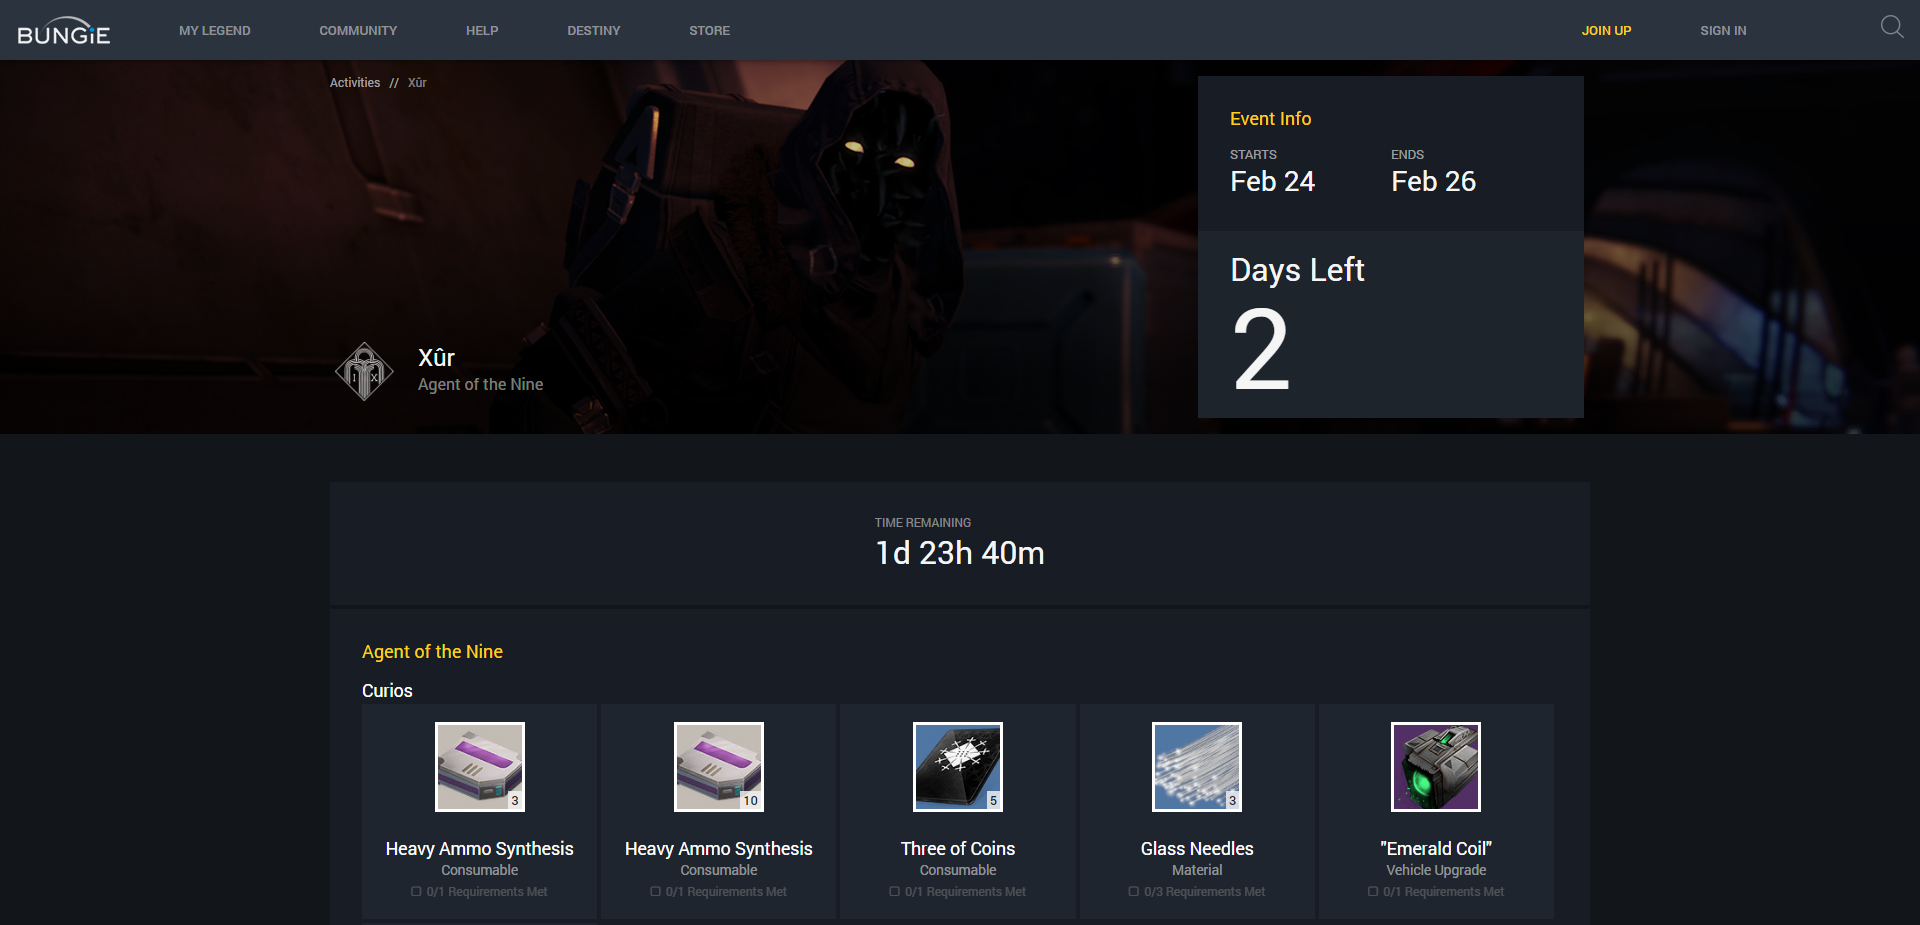 BUNGiE
MY LEGEND
COMMUNITY
HELP
DESTINY
STORE
JOIN UP
SIGN IN
Activities // Xûr
Event Info
STARTS
Feb 24
ENDS
Feb 26
Days Left
2
IX
Xûr
Agent of the Nine
TIME REMAINING
1d 23h 40m
Agent of the Nine
Curios
3
Heavy Ammo Synthesis
Consumable
0/1 Requirements Met
10
Heavy Ammo Synthesis
Consumable
0/1 Requirements Met
5
Three of Coins
Consumable
0/1 Requirements Met
3
Glass Needles
Material
0/3 Requirements Met
"Emerald Coil"
Vehicle Upgrade
0/1 Requirements Met